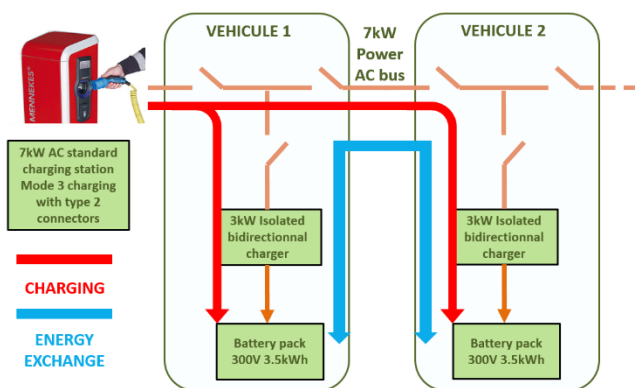 VEHICULE 1
7kW
Power
AC bus
VEHICULE 2
MENNEKES®
7kW AC standard
charging station
Mode 3 charging
with type 2
connectors
3kW Isolated
bidirectionnal
charger
3kW Isolated
bidirectionnal
charger
CHARGING
ENERGY
EXCHANGE
Battery pack
300V 3.5kWh
Battery pack
300V 3.5kWh